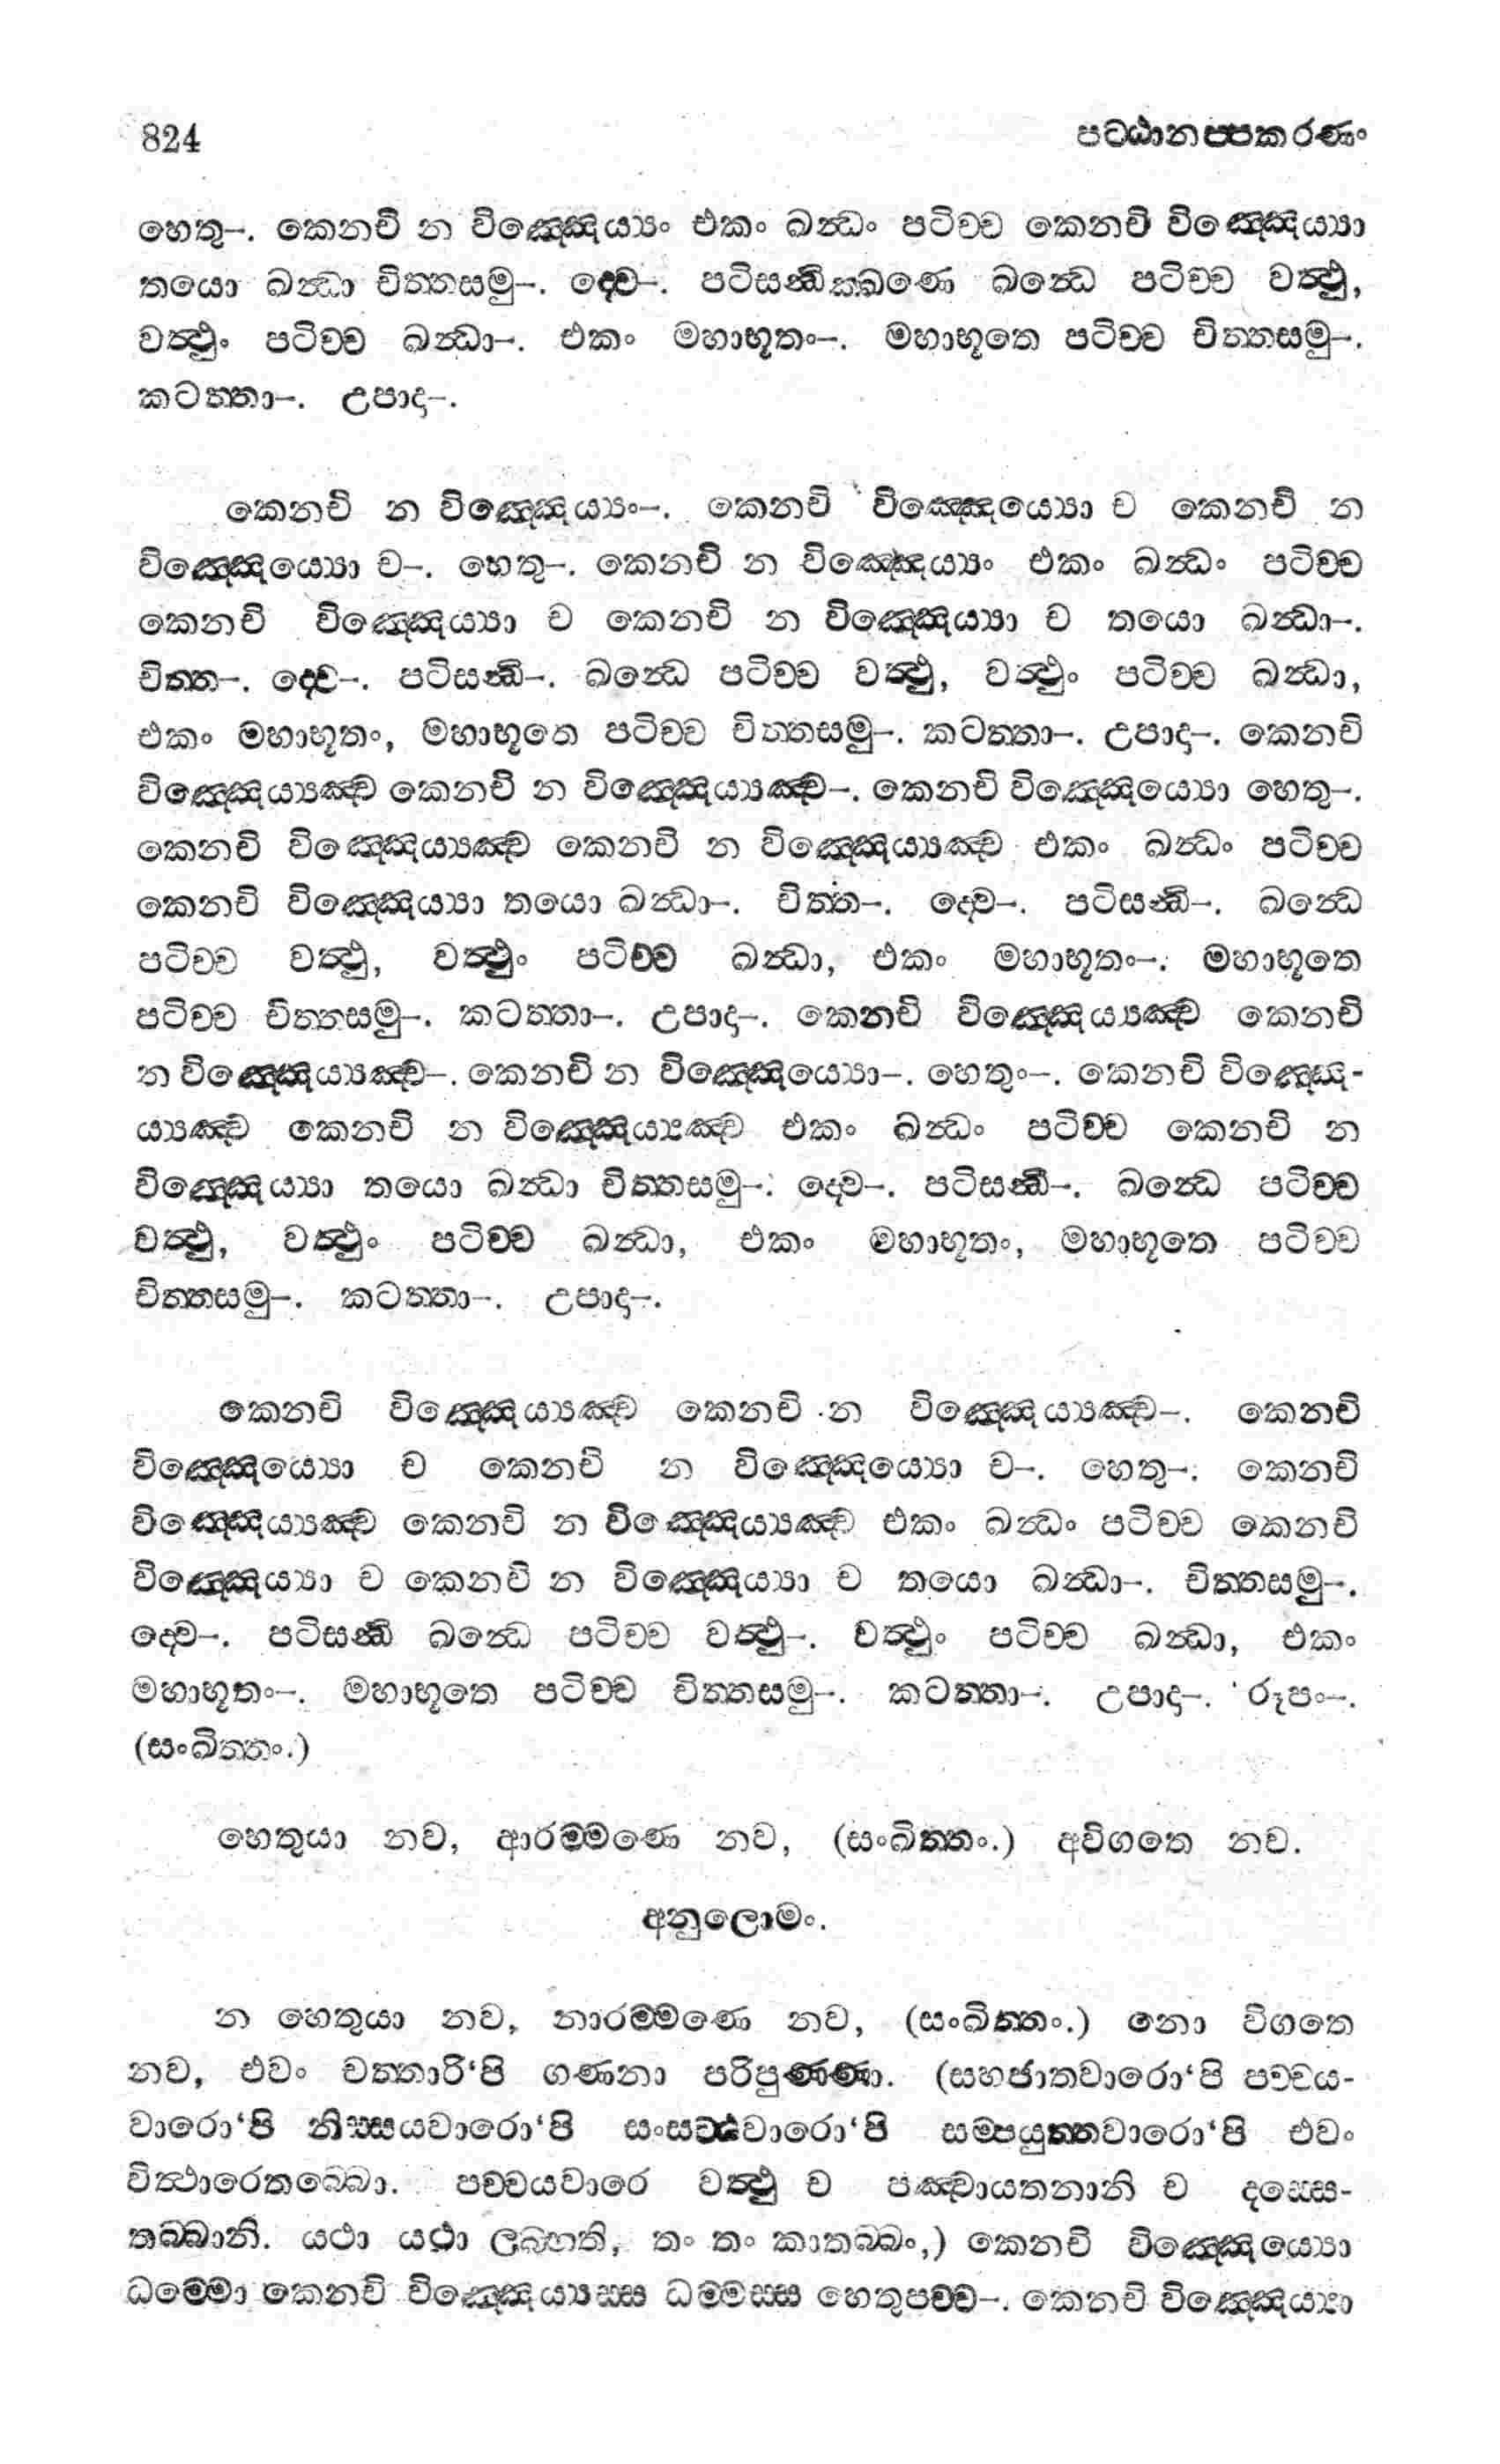 824 පට්ඨානප්පකරණං
හෙතු–. කෙනචි න විඤ්ඤෙය්‍යං එකං ඛන්ධං පටිච්ච කෙනචි විඤ්ඤෙය්‍යා
තයො ඛන්ධා චිත්තසමු–. ද්වෙ–. පටිසන්ධික්ඛණෙ ඛන්ධෙ පටිච්ච වත්ථු,
වත්ථුං පටිච්ච ඛන්ධා–. එකං මහාභූතං–. මහාභූතෙ පටිච්ච චිත්තසමු–.
කටත්තා–. උපාදා–.
කෙනචි න විඤ්ඤෙය්‍යං–. කෙනචි විඤ්ඤෙය්‍යො ච කෙනචි න
විඤ්ඤෙය්‍යො ච–. හෙතු–. කෙනචි න විඤ්ඤෙය්‍යං එකං ඛන්ධං පටිච්ච
කෙනචි විඤ්ඤෙය්‍යා ච කෙනචි න විඤ්ඤෙය්‍යා ච තයො ඛන්ධා–.
චිත්ත–. ද්වෙ–. පටිසන්ධි–. ඛන්ධෙ පටිච්ච වත්ථු, වත්ථුං පටිච්ච ඛන්ධා,
එකං මහාභූතං, මහාභූතෙ පටිච්ච චිත්තසමු–. කටත්තා–. උපාදා–. කෙනචි
විඤ්ඤෙය්‍යඤ්ච කෙනචි න විඤ්ඤෙය්‍යඤ්ච–. කෙනචි විඤ්ඤෙය්‍යො හෙතු–.
කෙනචි විඤ්ඤෙය්‍යඤ්ච කෙනචි න විඤ්ඤෙය්‍යඤ්ච එකං ඛන්ධං පටිච්ච
කෙනචි විඤ්ඤෙය්‍යා තයො ඛන්ධා–. චිත්ත–. ද්වෙ–. පටිසන්ධි–. ඛන්ධෙ
පටිච්ච වත්ථු, වත්ථුං පටිච්ච ඛන්ධා, එකං මහාභූතං–. මහාභූතෙ
පටිච්ච චිත්තසමු–. කටත්තා–. උපාදා–. කෙනචි විඤ්ඤෙය්‍යඤ්ච කෙනචි
න විඤ්ඤෙය්‍යඤ්ච–. කෙනචි න විඤ්ඤෙය්‍යො–. හෙතුං–. කෙනචි විඤ්ඤෙ-
ය්‍යඤ්ච කෙනචි න විඤ්ඤෙය්‍යඤ්ච එකං ඛන්ධං පටිච්ච කෙනචි න
විඤ්ඤෙය්‍යා තයො ඛන්ධා චිත්තසමු–. ද්වෙ–. පටිසන්ධී–. ඛන්ධෙ පටිච්ච
වත්ථු, වත්ථුං පටිච්ච ඛන්ධා, එකං මහාභූතං, මහාභූතෙ පටිච්ච
චිත්තසමු–. කටත්තා–. උපාදා–.
කෙනචි විඤ්ඤෙය්‍යඤ්ච කෙනචි න විඤ්ඤෙය්‍යඤ්ච–. කෙනචි
විඤ්ඤෙය්‍යො ච කෙනචි න විඤ්ඤෙය්‍යො ච–. හෙතු–. කෙනචි
විඤ්ඤෙය්‍යඤ්ච කෙනචි න විඤ්ඤෙය්‍යඤ්ච එකං ඛන්ධං පටිච්ච කෙනචි
විඤ්ඤෙය්‍යා ච කෙනචි න විඤ්ඤෙය්‍යා ච තයො ඛන්ධා–. චිත්තසමු–.
ද්වෙ–. පටිසන්ධි ඛන්ධෙ පටිච්ච වත්ථු–. වත්ථුං පටිච්ච ඛන්ධා, එකං
මහාභූතං–. මහාභූතෙ පටිච්ච චිත්තසමු–. කටත්තා–. උපාදා–. රූපං–.
(සංඛිත්තං.)
හෙතුයා නව, ආරම්මණෙ නව, (සංඛිත්තං.) අවිගතෙ නව.
අනුලොමං.
න හෙතුයා නව, නාරම්මණෙ නව, (සංඛිත්තං.) නො විගතෙ
නව, එවං චත්තාරි‘පි ගණනා පරිපුණ්ණා. (සහජාතවාරො‘පි පච්චය-
වාරො‘පි නිස්සයවාරො‘පි සංසට්ඨවාරො‘පි සම්පයුත්තවාරො‘පි එවං
විත්ථාරෙතබ්බො. පච්චයවාරෙ වත්ථු ච පඤ්චායතනානි ච දස්සෙ-
තබ්බානි. යථා යථා ලබ්භති, තං තං කාතබ්බං,) කෙනචි විඤ්ඤෙය්‍යො
ධම්මො කෙනචි විඤ්ඤෙය්‍යස්ස ධම්මස්ස හෙතුපච්ච–. කෙනචි විඤ්ඤෙය්‍යා